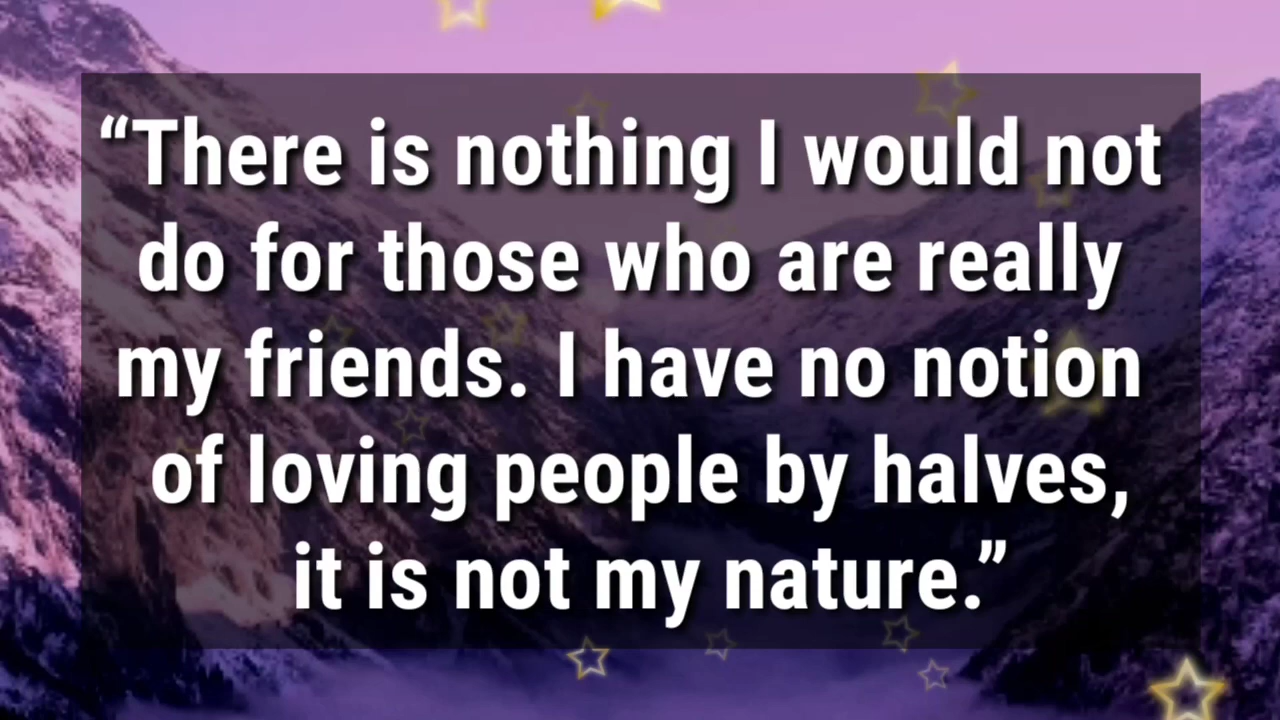 “There is nothing I would not
do for those who are really
my friends. I have no notion
of loving people by halves,
it is not my nature.”